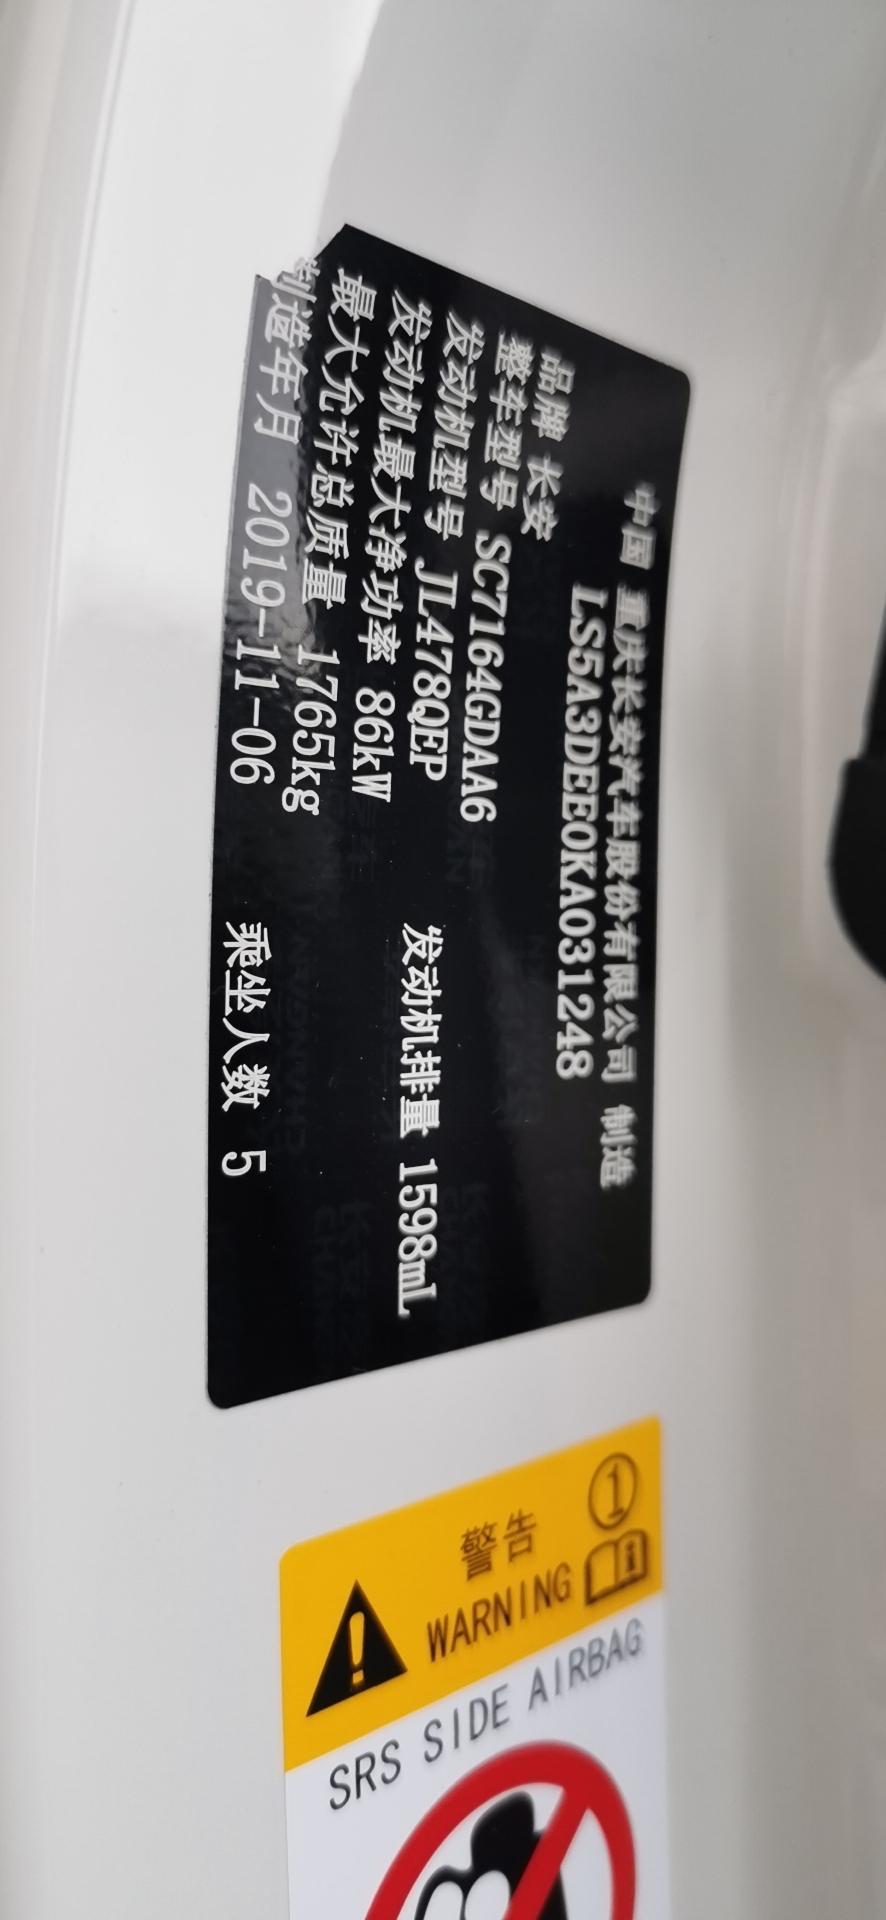 中国 重庆长安汽车股份有限公司 制造
LS5A3DEE0KA031248
品牌 长安
整车型号 SC7164GDAA6
发动机型号 JL478QEP 发动机排量 1598mL
发动机最大净功率 86kW
最大允许总质量 1765kg
制造年月 2019-11-06 乘坐人数 5
①
警告
WARNING
SRS SIDE AIRBAG